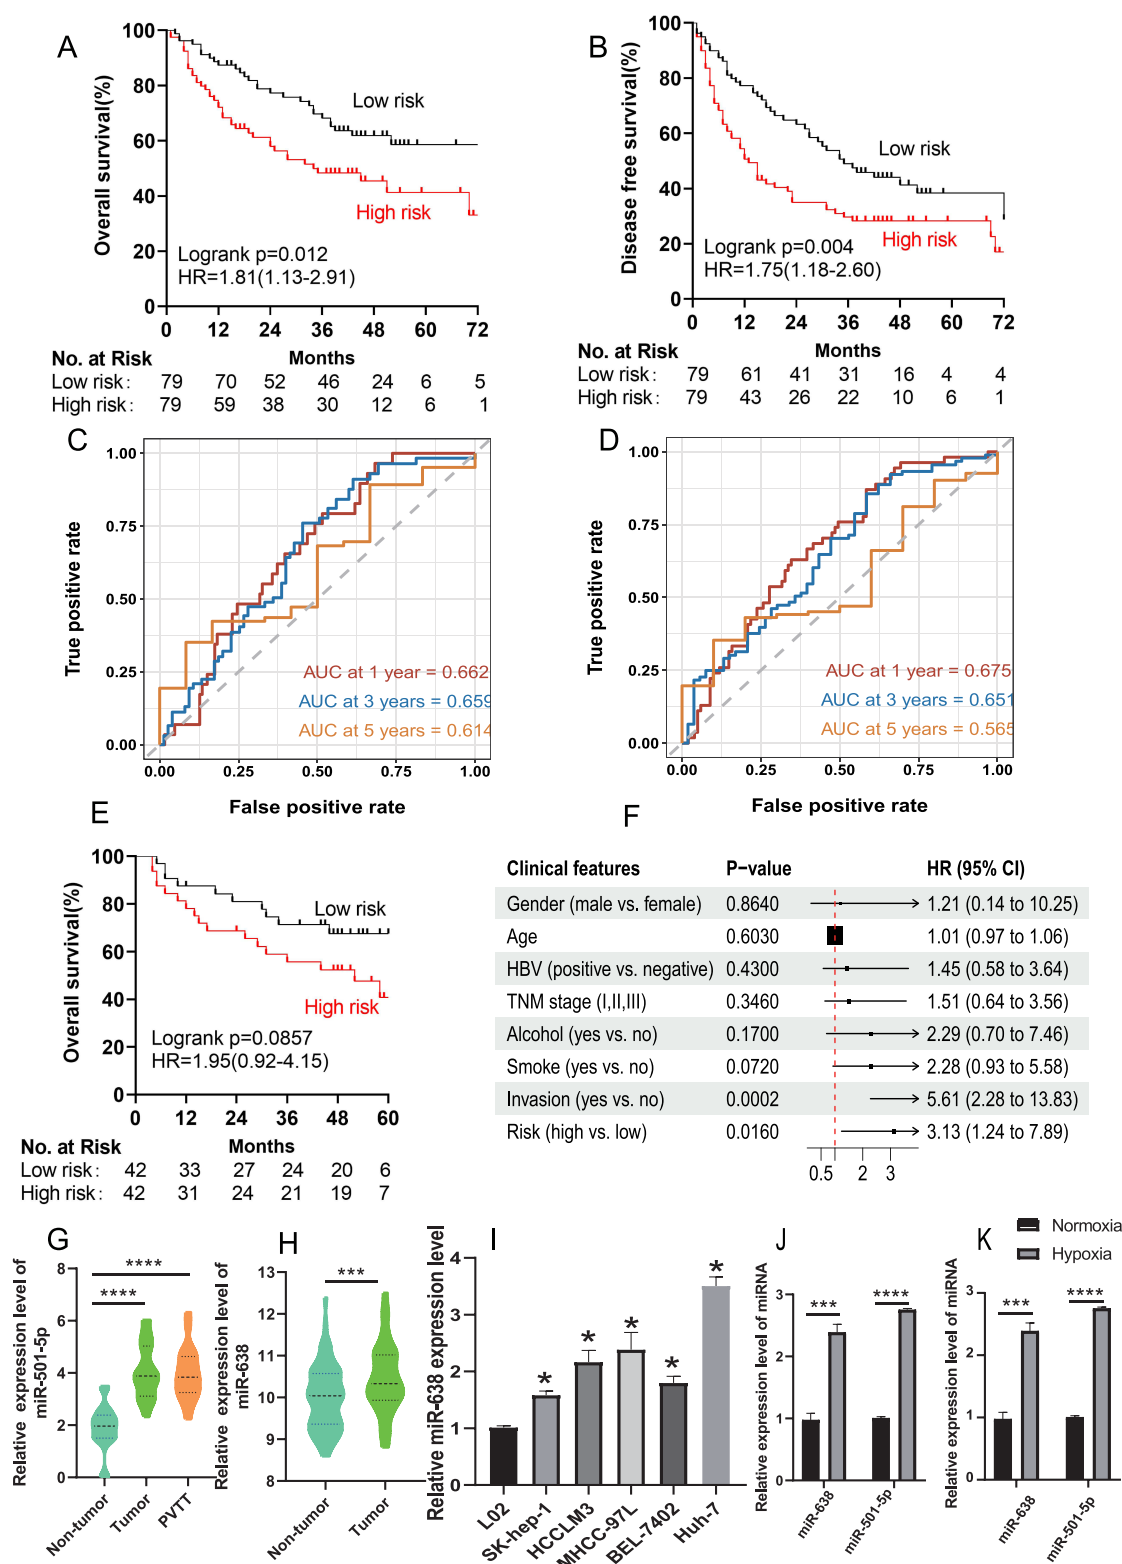 A
Overall survival(%)
100
80
60
40
20
0
Low risk
High risk
Logrank p=0.012
HR=1.81(1.13-2.91)
0 12 24 36 48 60 72
No. at Risk Months
Low risk: 79 70 52 46 24 6 5
High risk: 79 59 38 30 12 6 1
B
Disease free survival(%)
100
80
60
40
20
0
Low risk
High risk
Logrank p=0.004
HR=1.75(1.18-2.60)
0 12 24 36 48 60 72
No. at Risk Months
Low risk: 79 61 41 31 16 4 4
High risk: 79 43 26 22 10 6 1
C
True positive rate
1.00
0.75
0.50
0.25
0.00
AUC at 1 year = 0.662
AUC at 3 years = 0.659
AUC at 5 years = 0.614
0.00 0.25 0.50 0.75 1.00
False positive rate
D
True positive rate
1.00
0.75
0.50
0.25
0.00
AUC at 1 year = 0.675
AUC at 3 years = 0.651
AUC at 5 years = 0.565
0.00 0.25 0.50 0.75 1.00
False positive rate
E
Overall survival(%)
100
80
60
40
20
0
Low risk
High risk
Logrank p=0.0857
HR=1.95(0.92-4.15)
0 12 24 36 48 60
No. at Risk Months
Low risk: 42 33 27 24 20 6
High risk: 42 31 24 21 19 7
F
Clinical features P−value HR (95% CI)
Gender (male vs. female) 0.8640 1.21 (0.14 to 10.25)
Age 0.6030 1.01 (0.97 to 1.06)
HBV (positive vs. negative) 0.4300 1.45 (0.58 to 3.64)
TNM stage (I,II,III) 0.3460 1.51 (0.64 to 3.56)
Alcohol (yes vs. no) 0.1700 2.29 (0.70 to 7.46)
Smoke (yes vs. no) 0.0720 2.28 (0.93 to 5.58)
Invasion (yes vs. no) 0.0002 5.61 (2.28 to 13.83)
Risk (high vs. low) 0.0160 3.13 (1.24 to 7.89)
0.5 2 3
G
Relative expression level of
miR-501-5p
8
6
4
2
0
****
****
Non-tumor
Tumor
PVTT
H
Relative expression level of
miR-638
13
12
11
10
9
8
***
Non-tumor
Tumor
I
Relative miR-638 expression level
4
3
2
1
0
* * * * *
L02
SK-hep-1
HCCLM3
MHCC-97L
BEL-7402
Huh-7
Normoxia
Hypoxia
J
Relative expression level of miRNA
3
2
1
0
*** ****
miR-638
miR-501-5p
K
Relative expression level of miRNA
3
2
1
0
*** ****
miR-638
miR-501-5p